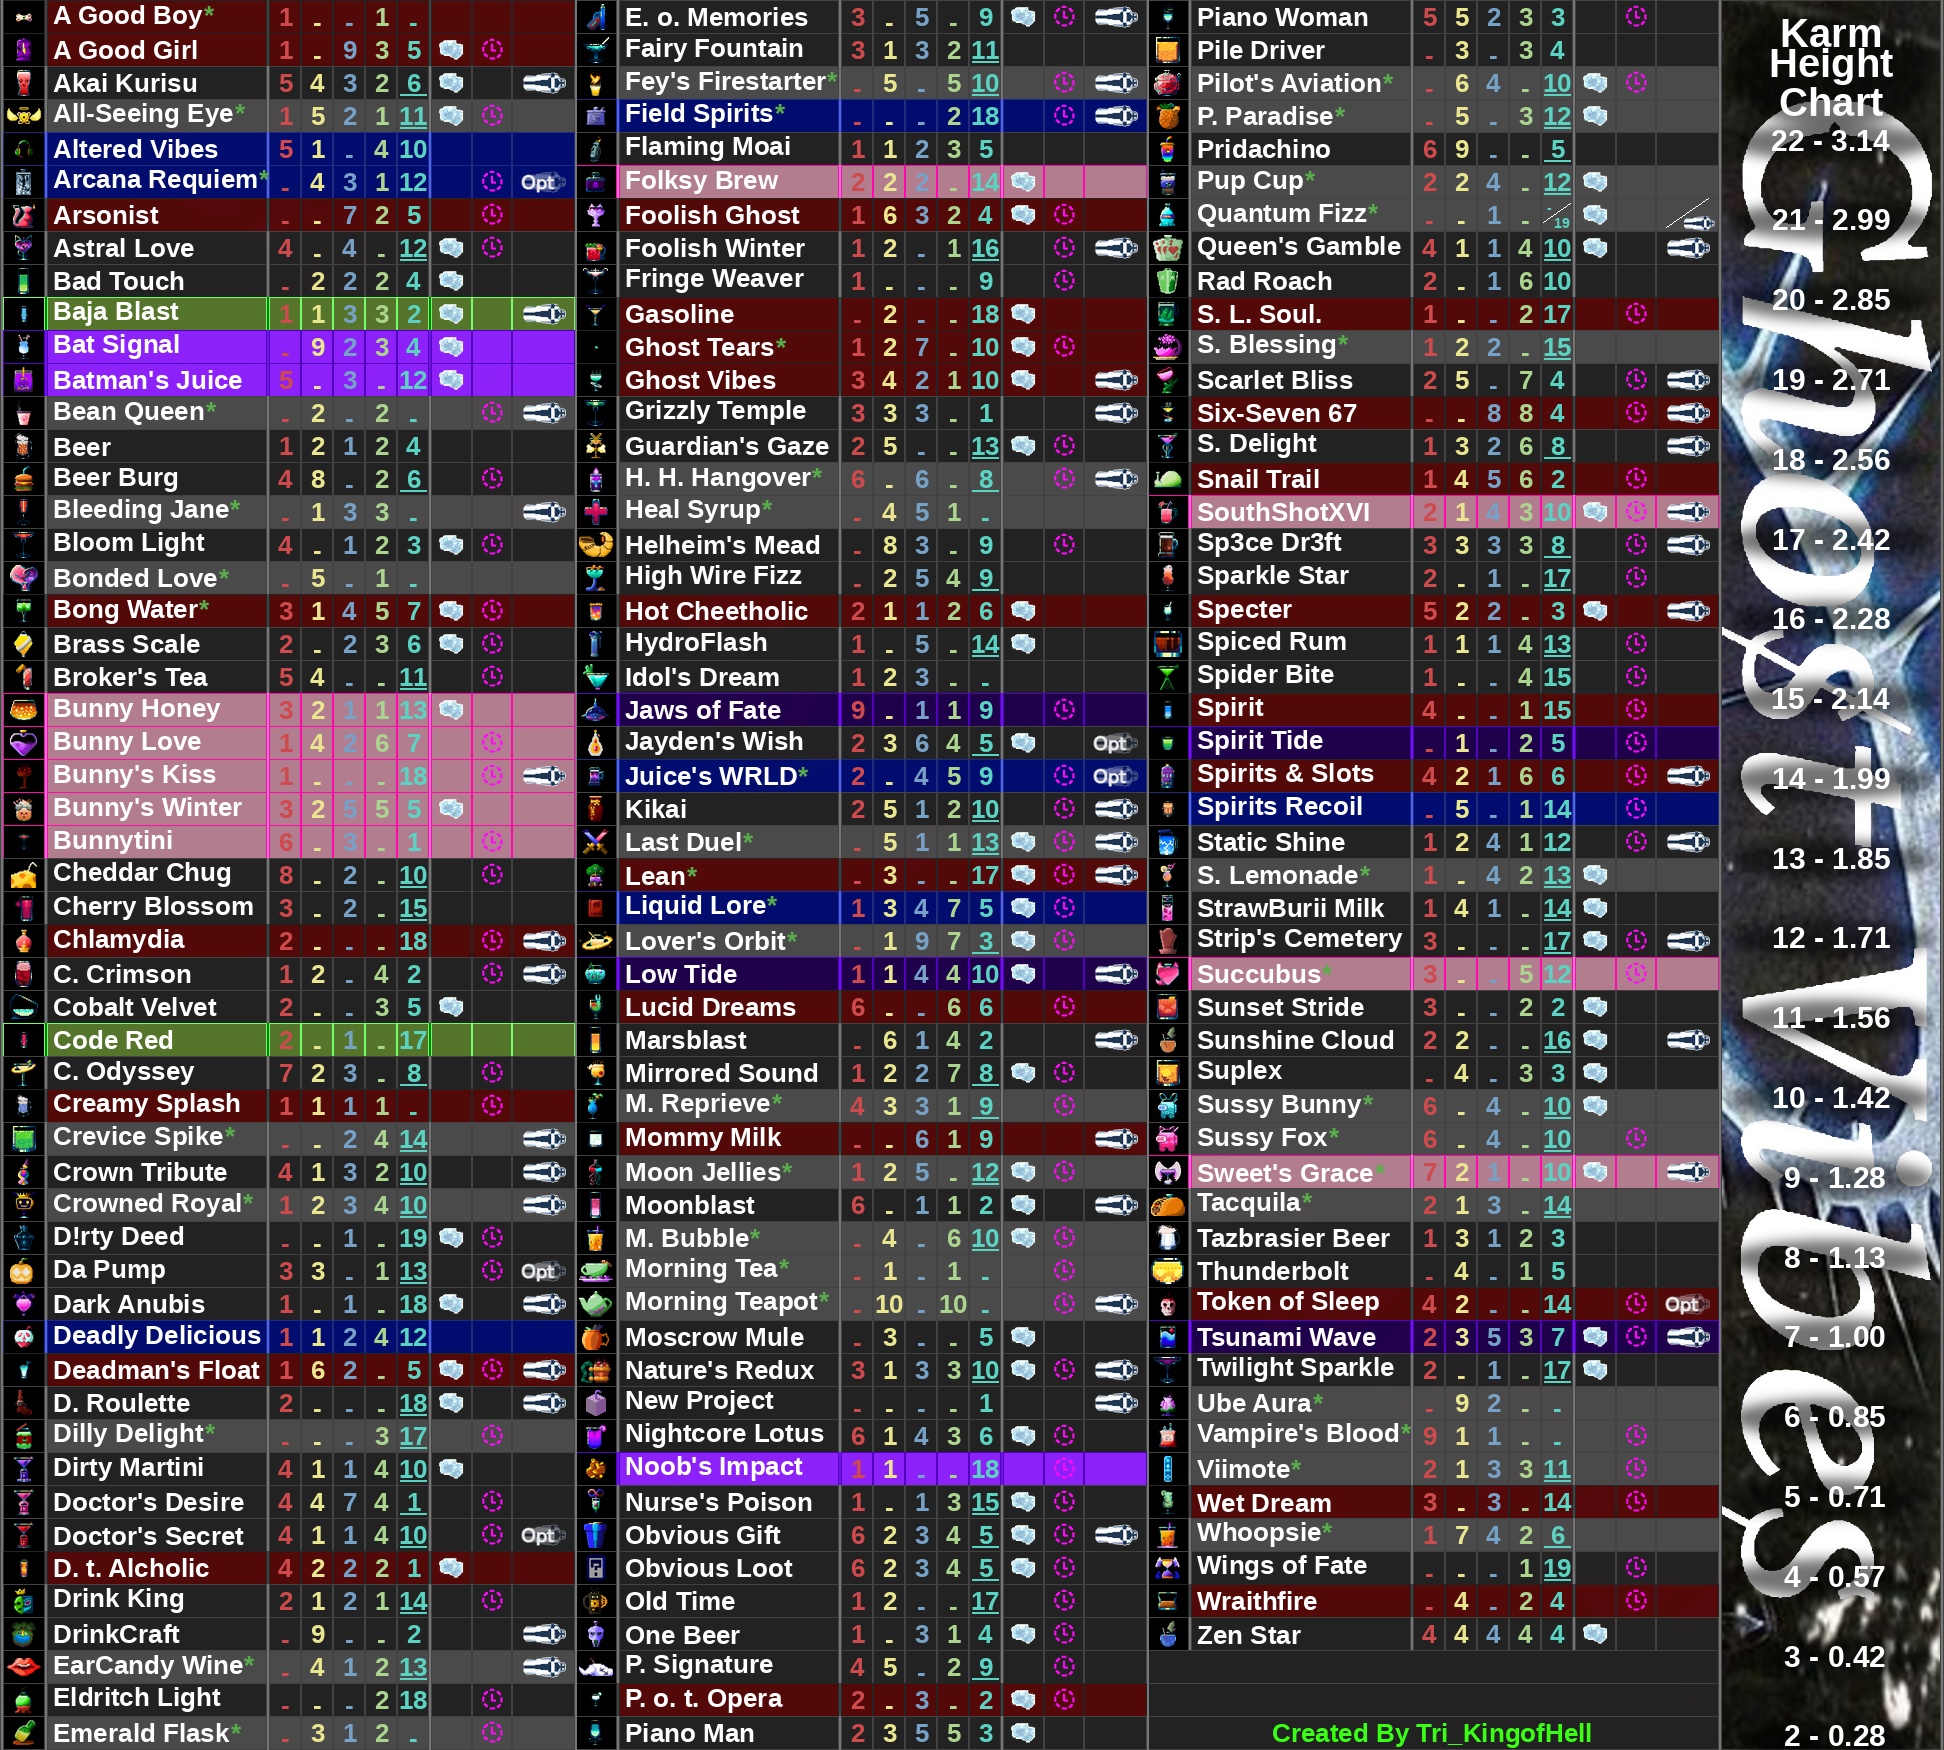 A Good Boy* 1 - - 1 -
A Good Girl 1 - 9 3 5
Akai Kurisu 5 4 3 2 6
All-Seeing Eye* 1 5 2 1 11
Altered Vibes 5 1 - 4 10
Arcana Requiem* - 4 3 1 12 Opt
Arsonist - - 7 2 5
Astral Love 4 - 4 - 12
Bad Touch - 2 2 2 4
Baja Blast 1 1 3 3 2
Bat Signal - 9 2 3 4
Batman's Juice 5 - 3 - 12
Bean Queen* - 2 - 2 -
Beer 1 2 1 2 4
Beer Burg 4 8 - 2 6
Bleeding Jane* - 1 3 3 -
Bloom Light 4 - 1 2 3
Bonded Love* - 5 - 1 -
Bong Water* 3 1 4 5 7
Brass Scale 2 - 2 3 6
Broker's Tea 5 4 - - 11
Bunny Honey 3 2 1 1 13
Bunny Love 1 4 2 6 7
Bunny's Kiss 1 - - - 18
Bunny's Winter 3 2 5 5 5
Bunnytini 6 - 3 - 1
Cheddar Chug 8 - 2 - 10
Cherry Blossom 3 - 2 - 15
Chlamydia 2 - - - 18
C. Crimson 1 2 - 4 2
Cobalt Velvet 2 - - 3 5
Code Red 2 - 1 - 17
C. Odyssey 7 2 3 - 8
Creamy Splash 1 1 1 1 -
Crevice Spike* - - 2 4 14
Crown Tribute 4 1 3 2 10
Crowned Royal* 1 2 3 4 10
D!rty Deed - - 1 - 19
Da Pump 3 3 - 1 13 Opt
Dark Anubis 1 - 1 - 18
Deadly Delicious 1 1 2 4 12
Deadman's Float 1 6 2 - 5
D. Roulette 2 - - - 18
Dilly Delight* - - - 3 17
Dirty Martini 4 1 1 4 10
Doctor's Desire 4 4 7 4 1
Doctor's Secret 4 1 1 4 10 Opt
D. t. Alcholic 4 2 2 2 1
Drink King 2 1 2 1 14
DrinkCraft - 9 - - 2
EarCandy Wine* - 4 1 2 13
Eldritch Light - - - 2 18
Emerald Flask* - 3 1 2 -
E. o. Memories 3 - 5 - 9
Fairy Fountain 3 1 3 2 11
Fey's Firestarter* - 5 - 5 10
Field Spirits* - - - 2 18
Flaming Moai 1 1 2 3 5
Folksy Brew 2 2 2 - 14
Foolish Ghost 1 6 3 2 4
Foolish Winter 1 2 - 1 16
Fringe Weaver 1 - - - 9
Gasoline - 2 - - 18
Ghost Tears* 1 2 7 - 10
Ghost Vibes 3 4 2 1 10
Grizzly Temple 3 3 3 - 1
Guardian's Gaze 2 5 - - 13
H. H. Hangover* 6 - 6 - 8
Heal Syrup* - 4 5 1 -
Helheim's Mead - 8 3 - 9
High Wire Fizz - 2 5 4 9
Hot Cheetholic 2 1 1 2 6
HydroFlash 1 - 5 - 14
Idol's Dream 1 2 3 - -
Jaws of Fate 9 - 1 1 9
Jayden's Wish 2 3 6 4 5 Opt
Juice's WRLD* 2 - 4 5 9 Opt
Kikai 2 5 1 2 10
Last Duel* - 5 1 1 13
Lean* - 3 - - 17
Liquid Lore* 1 3 4 7 5
Lover's Orbit* - 1 9 7 3
Low Tide 1 1 4 4 10
Lucid Dreams 6 - - 6 6
Marsblast - 6 1 4 2
Mirrored Sound 1 2 2 7 8
M. Reprieve* 4 3 3 1 9
Mommy Milk - - 6 1 9
Moon Jellies* 1 2 5 - 12
Moonblast 6 - 1 1 2
M. Bubble* - 4 - 6 10
Morning Tea* - 1 - 1 -
Morning Teapot* - 10 - 10 -
Moscrow Mule - 3 - - 5
Nature's Redux 3 1 3 3 10
New Project - - - - 1
Nightcore Lotus 6 1 4 3 6
Noob's Impact 1 1 - - 18
Nurse's Poison 1 - 1 3 15
Obvious Gift 6 2 3 4 5
Obvious Loot 6 2 3 4 5
Old Time 1 2 - - 17
One Beer 1 - 3 1 4
P. Signature 4 5 - 2 9
P. o. t. Opera 2 - 3 - 2
Piano Man 2 3 5 5 3
Piano Woman 5 5 2 3 3
Pile Driver - 3 - 3 4
Pilot's Aviation* - 6 4 - 10
P. Paradise* - 5 - 3 12
Pridachino 6 9 - - 5
Pup Cup* 2 2 4 - 12
Quantum Fizz* - - 1 - -/19
Queen's Gamble 4 1 1 4 10
Rad Roach 2 - 1 6 10
S. L. Soul. 1 - - 2 17
S. Blessing* 1 2 2 - 15
Scarlet Bliss 2 5 - 7 4
Six-Seven 67 - - 8 8 4
S. Delight 1 3 2 6 8
Snail Trail 1 4 5 6 2
SouthShotXVI 2 1 4 3 10
Sp3ce Dr3ft 3 3 3 3 8
Sparkle Star 2 - 1 - 17
Specter 5 2 2 - 3
Spiced Rum 1 1 1 4 13
Spider Bite 1 - - 4 15
Spirit 4 - - 1 15
Spirit Tide - 1 - 2 5
Spirits & Slots 4 2 1 6 6
Spirits Recoil - 5 - 1 14
Static Shine 1 2 4 1 12
S. Lemonade* 1 - 4 2 13
StrawBurii Milk 1 4 1 - 14
Strip's Cemetery 3 - - - 17
Succubus* 3 - - 5 12
Sunset Stride 3 - - 2 2
Sunshine Cloud 2 2 - - 16
Suplex - 4 - 3 3
Sussy Bunny* 6 - 4 - 10
Sussy Fox* 6 - 4 - 10
Sweet's Grace* 7 2 1 - 10
Tacquila* 2 1 3 - 14
Tazbrasier Beer 1 3 1 2 3
Thunderbolt - 4 - 1 5
Token of Sleep 4 2 - - 14 Opt
Tsunami Wave 2 3 5 3 7
Twilight Sparkle 2 - 1 - 17
Ube Aura* - 9 2 - -
Vampire's Blood* 9 1 1 - -
Viimote* 2 1 3 3 11
Wet Dream 3 - 3 - 14
Whoopsie* 1 7 4 2 6
Wings of Fate - - - 1 19
Wraithfire - 4 - 2 4
Zen Star 4 4 4 4 4
Created By Tri_KingofHell
Karm
Height
Chart
22 - 3.14
21 - 2.99
20 - 2.85
19 - 2.71
18 - 2.56
17 - 2.42
16 - 2.28
15 - 2.14
14 - 1.99
13 - 1.85
12 - 1.71
11 - 1.56
10 - 1.42
9 - 1.28
8 - 1.13
7 - 1.00
6 - 0.85
5 - 0.71
4 - 0.57
3 - 0.42
2 - 0.28
Ghost Vibes